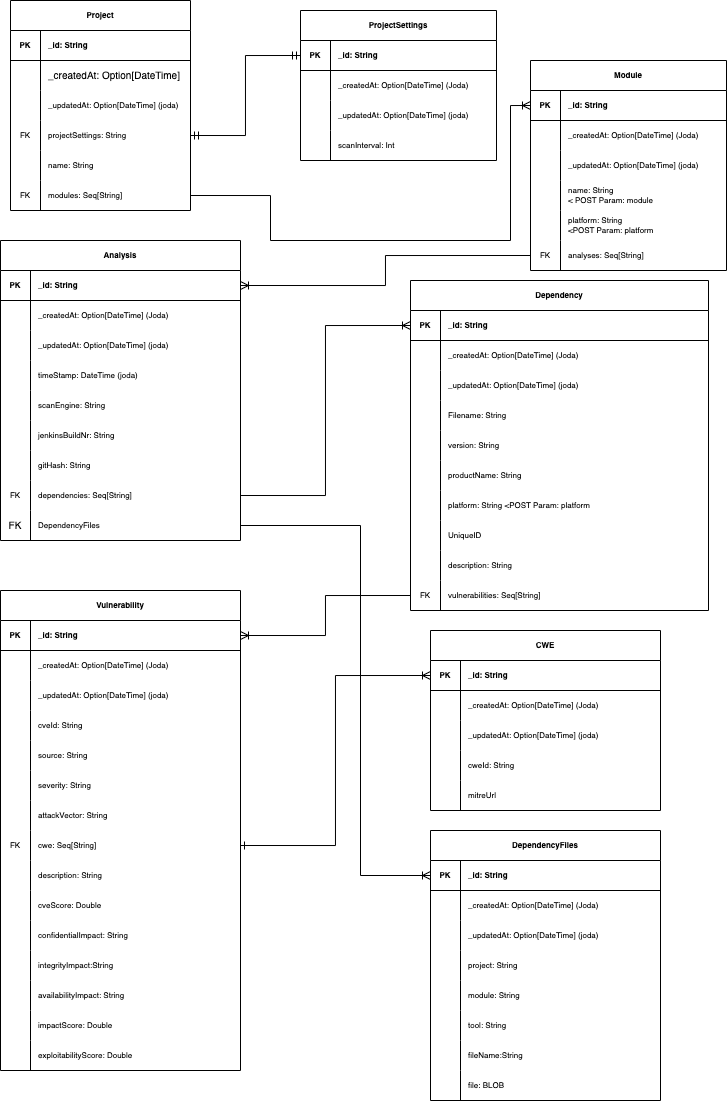 Project
PK _id: String
_createdAt: Option[DateTime]
_updatedAt: Option[DateTime] (joda)
FK projectSettings: String
name: String
FK modules: Seq[String]
ProjectSettings
PK _id: String
_createdAt: Option[DateTime] (Joda)
_updatedAt: Option[DateTime] (joda)
scanInterval: Int
Module
PK _id: String
_createdAt: Option[DateTime] (Joda)
_updatedAt: Option[DateTime] (joda)
name: String
< POST Param: module
platform: String
<POST Param: platform
FK analyses: Seq[String]
Analysis
PK _id: String
_createdAt: Option[DateTime] (Joda)
_updatedAt: Option[DateTime] (joda)
timeStamp: DateTime (joda)
scanEngine: String
jenkinsBuildNr: String
gitHash: String
FK dependencies: Seq[String]
FK DependencyFiles
Dependency
PK _id: String
_createdAt: Option[DateTime] (Joda)
_updatedAt: Option[DateTime] (joda)
Filename: String
version: String
productName: String
platform: String <POST Param: platform
UniqueID
description: String
FK vulnerabilities: Seq[String]
Vulnerability
PK _id: String
_createdAt: Option[DateTime] (Joda)
_updatedAt: Option[DateTime] (joda)
cveId: String
source: String
severity: String
attackVector: String
FK cwe: Seq[String]
description: String
cveScore: Double
confidentialImpact: String
integrityImpact:String
availabilityImpact: String
impactScore: Double
exploitabilityScore: Double
CWE
PK _id: String
_createdAt: Option[DateTime] (Joda)
_updatedAt: Option[DateTime] (joda)
cweId: String
mitreUrl
DependencyFiles
PK _id: String
_createdAt: Option[DateTime] (Joda)
_updatedAt: Option[DateTime] (joda)
project: String
module: String
tool: String
fileName:String
file: BLOB